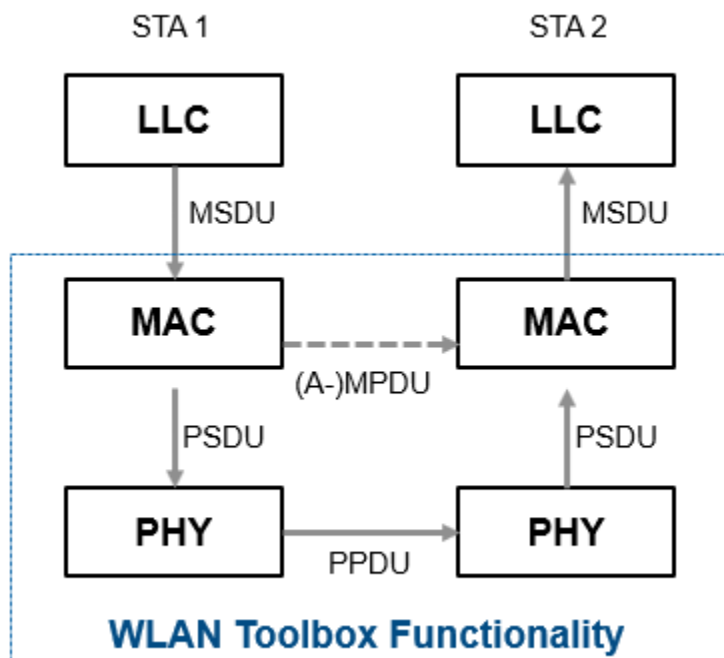 STA 1
STA 2
LLC
LLC
MSDU
MSDU
MAC
MAC
(A-)MPDU
PSDU
PSDU
PHY
PHY
PPDU
WLAN Toolbox Functionality